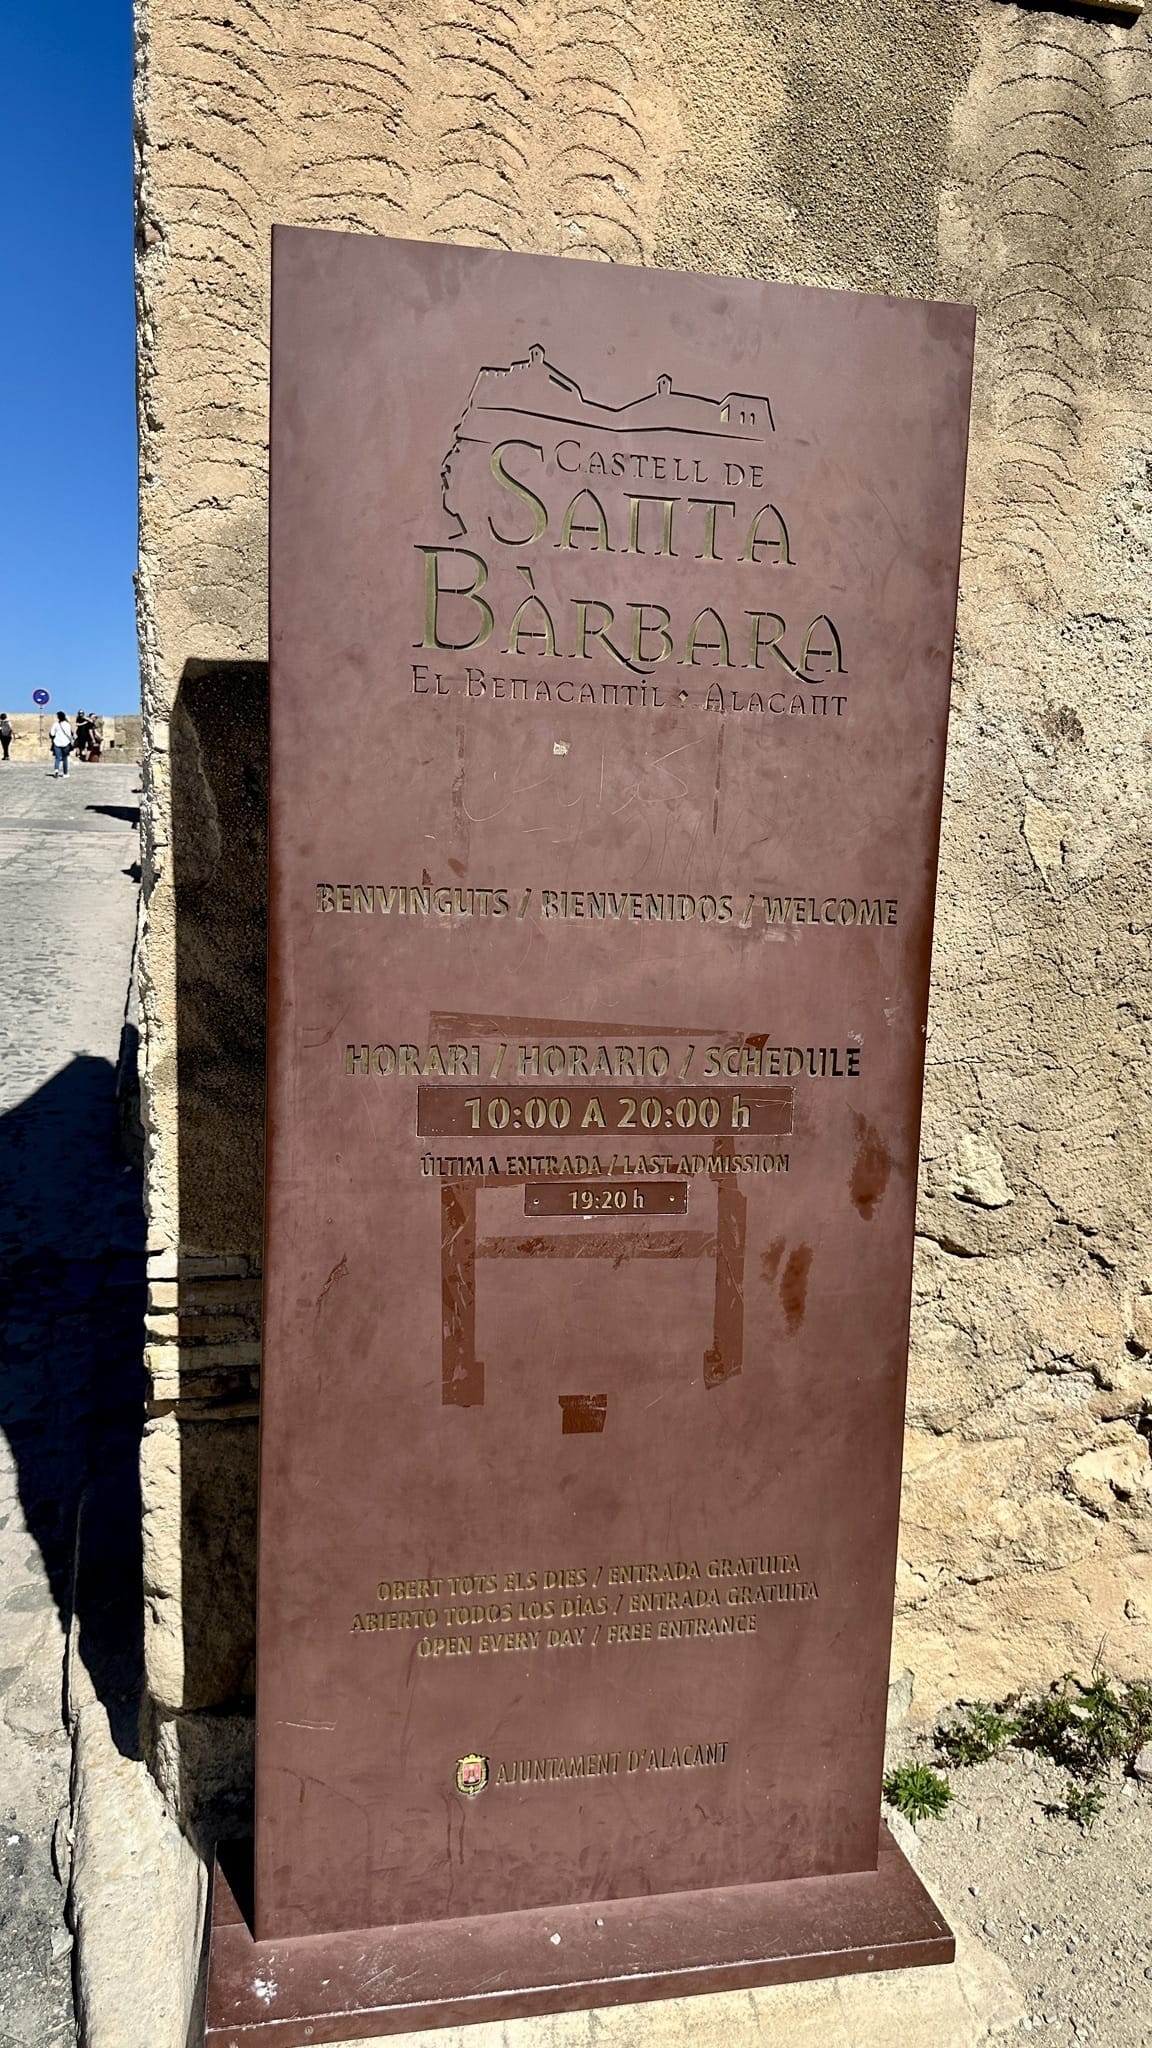 CASTELL DE
SANTA
BÀRBARA
EL BENACANTIL • ALACANT
BENVINGUTS / BIENVENIDOS / WELCOME
HORARI / HORARIO / SCHEDULE
10:00 A 20:00 h
ÚLTIMA ENTRADA / LAST ADMISSION
19:20 h
OBERT TOTS ELS DIES / ENTRADA GRATUITA
ABIERTO TODOS LOS DÍAS / ENTRADA GRATUITA
OPEN EVERY DAY / FREE ENTRANCE
AJUNTAMENT D'ALACANT